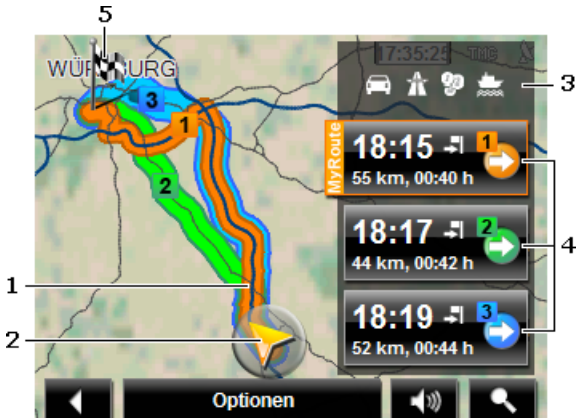 5
17:35:25 TMC
WÜRZBURG
3
3
1
MyRoute
18:15 1
55 km, 00:40 h
2
18:17 2
44 km, 00:42 h
4
1
18:19 3
52 km, 00:44 h
2
Optionen